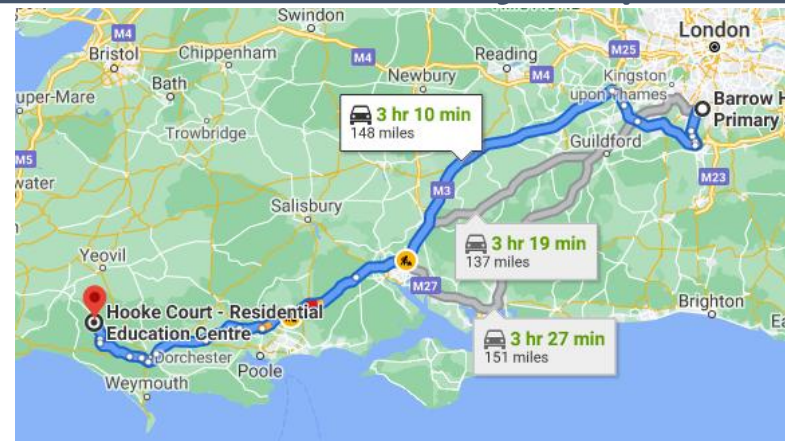 Swindon
London
M4
M25
Bristol
Chippenham
M4
Reading
M4
Newbury
Kingston
upon Thames
Bath
uper-Mare
3 hr 10 min
148 miles
Barrow H
Primary
Trowbridge
Guildford
M5
M23
water
M3
Salisbury
3 hr 19 min
137 miles
Yeovil
M27
Brighton
Hooke Court - Residential
Education Centre
3 hr 27 min
151 miles
Dorchester
Poole
Weymouth